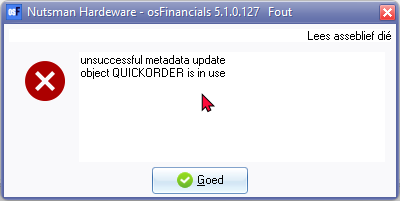 Nutsman Hardware - osFinancials 5.1.0.127 Fout
Lees asseblief dié
unsuccessful metadata update
object QUICKORDER is in use
Goed